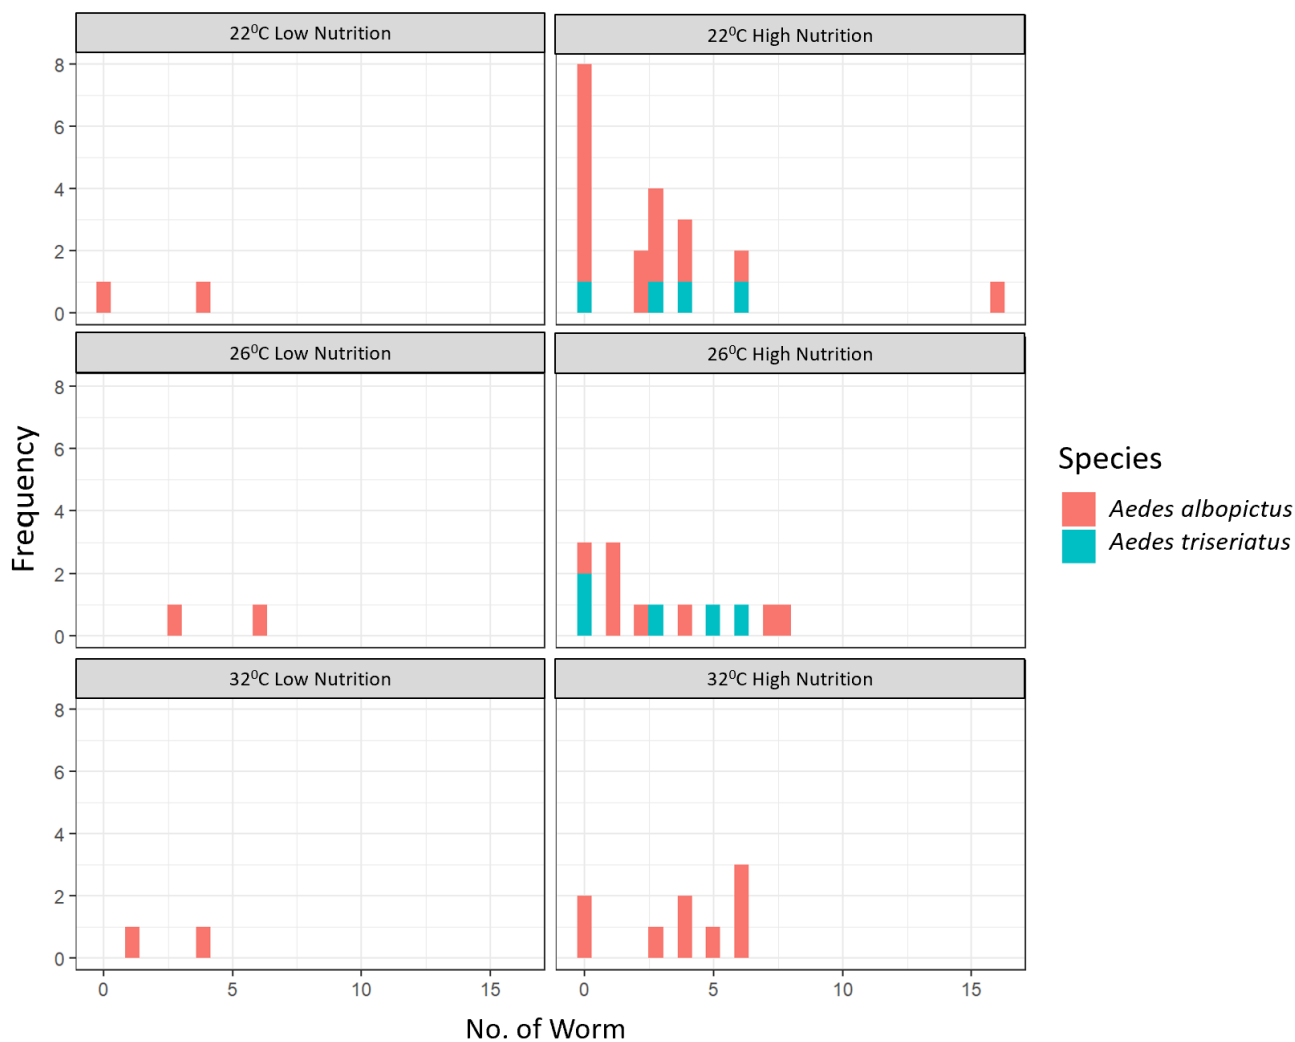 22⁰C Low Nutrition
22⁰C High Nutrition
8
6
4
2
0
26⁰C Low Nutrition
26⁰C High Nutrition
8
6
4
2
0
32⁰C Low Nutrition
32⁰C High Nutrition
8
6
4
2
0
0 5 10 15
0 5 10 15
No. of Worm
Frequency
Species
Aedes albopictus
Aedes triseriatus